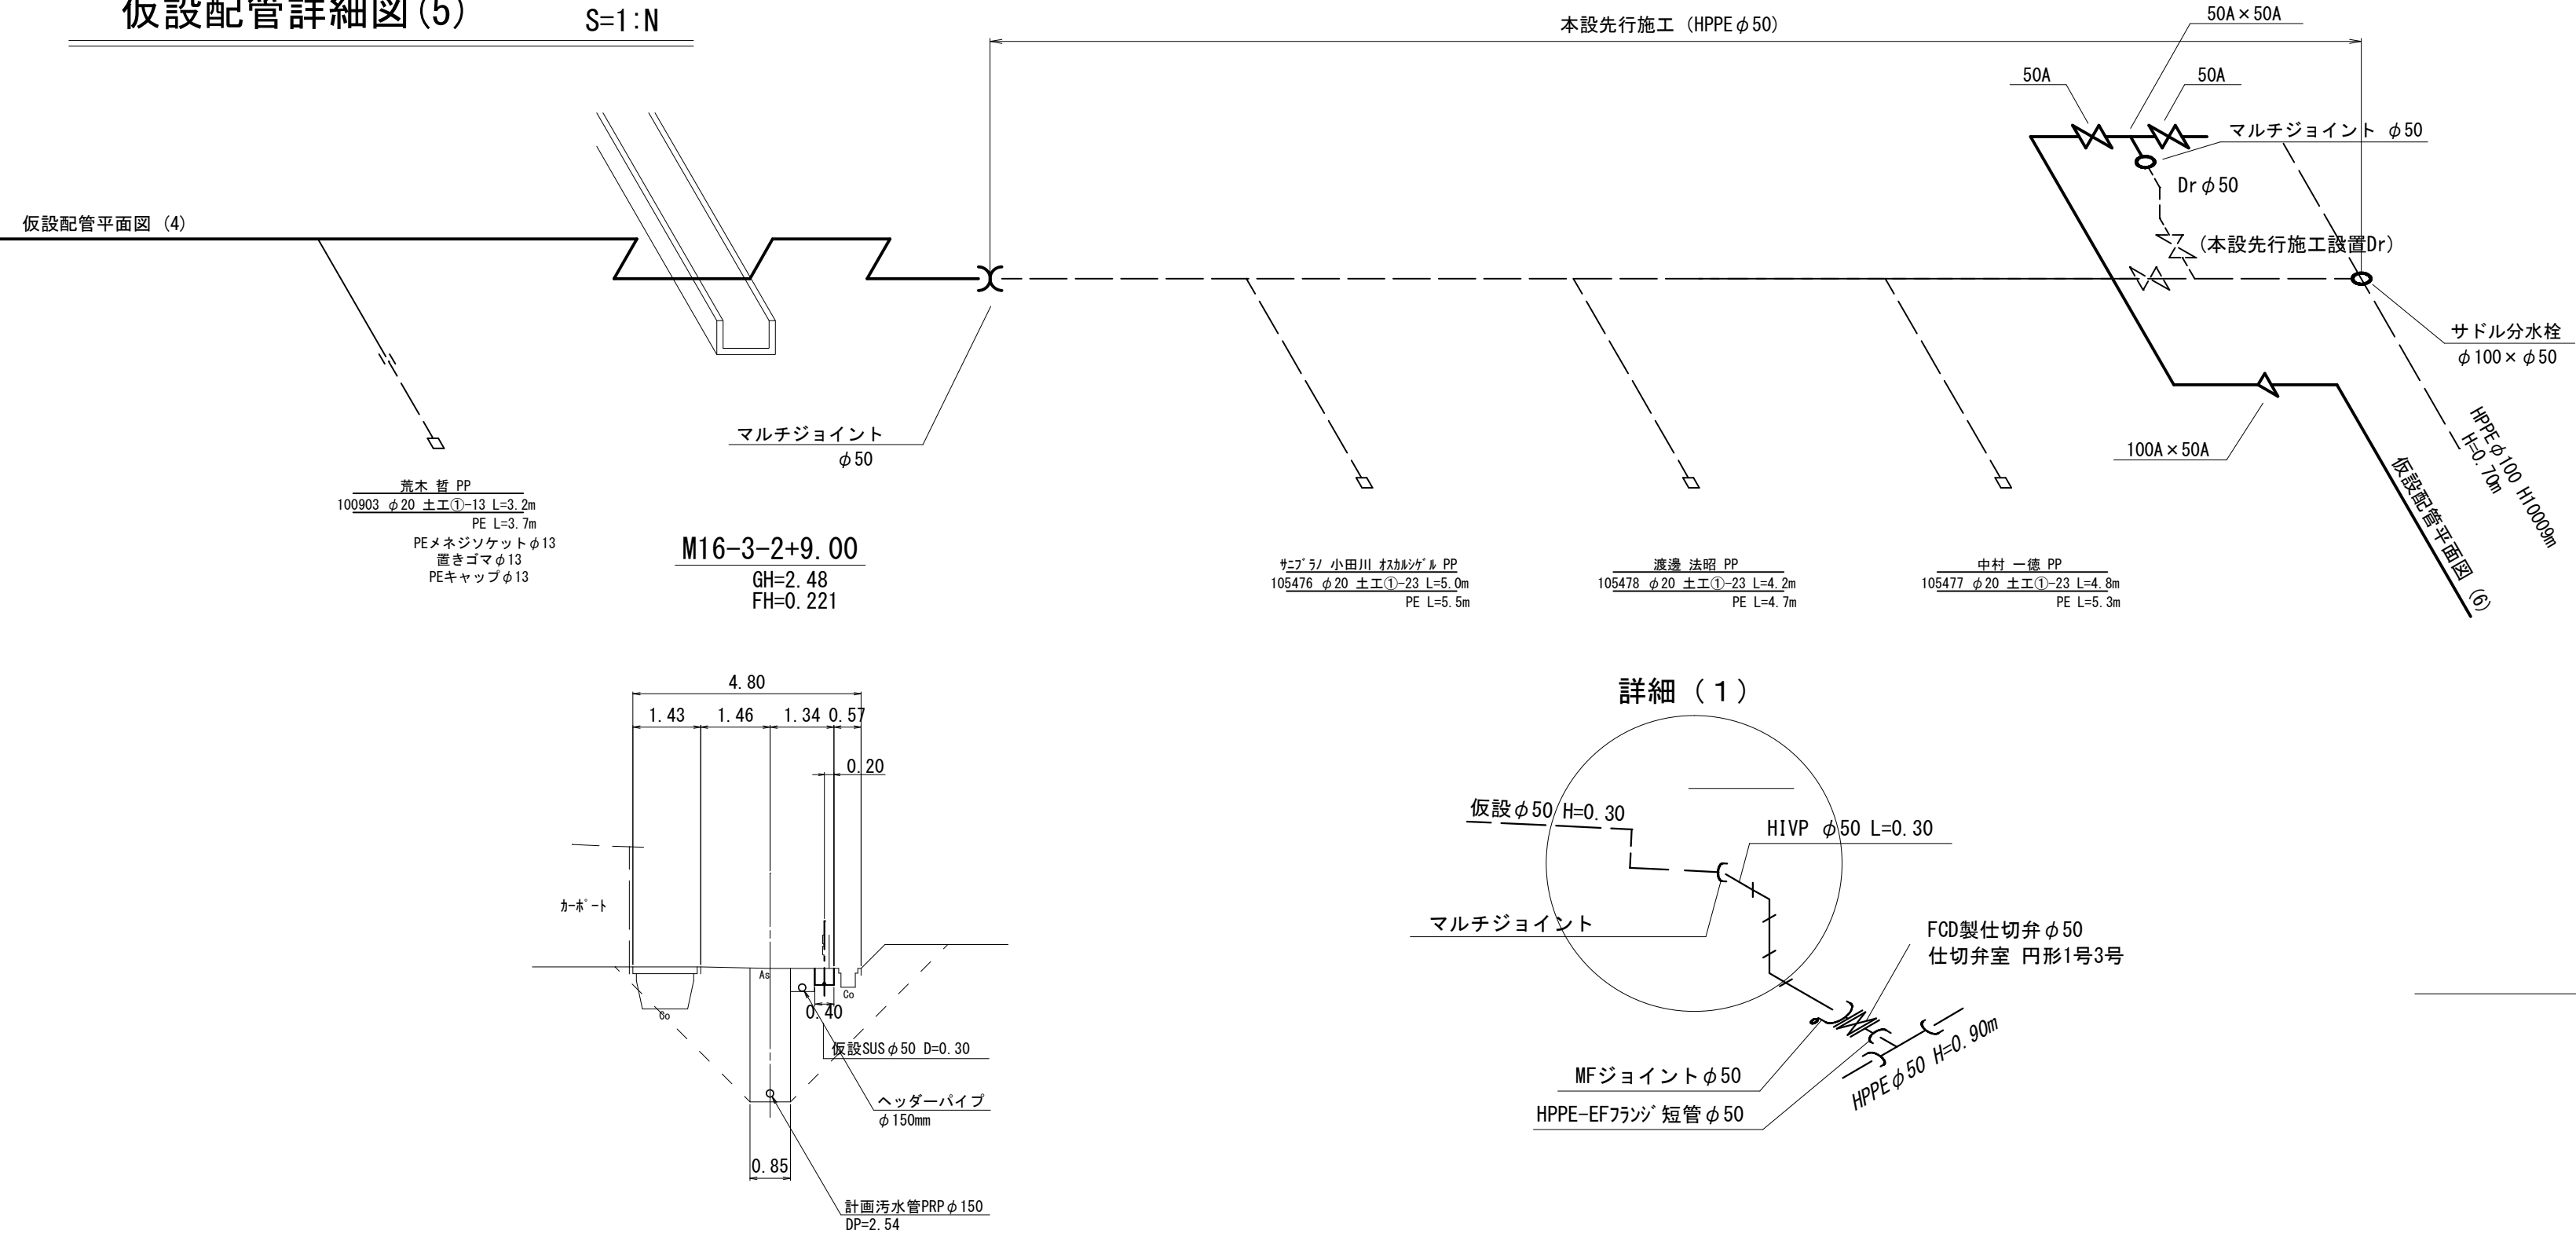 仮設配管詳細図(5)
S=1:N
本設先行施工 (HPPEφ50)
50A×50A
50A
50A
マルチジョイント φ50
Drφ50
(本設先行施工設置Dr)
仮設配管平面図 (4)
サドル分水栓
φ100×φ50
マルチジョイント
φ50
100A×50A
HPPEφ100 H10009m
H=0.70m
仮設配管平面図 (6)
荒木 哲 PP
100903 φ20 土工①-13 L=3.2m
PE L=3.7m
PEメネジソケットφ13
置きゴマφ13
PEキャップφ13
M16-3-2+9.00
GH=2.48
FH=0.221
ｻﾆﾌﾞﾗﾉ 小田川 ｵｽｶﾙｼｹﾞﾙ PP
105476 φ20 土工①-23 L=5.0m
PE L=5.5m
渡邊 法昭 PP
105478 φ20 土工①-23 L=4.2m
PE L=4.7m
中村 一徳 PP
105477 φ20 土工①-23 L=4.8m
PE L=5.3m
4.80
1.43
1.46
1.34
0.57
0.20
ｶｰﾎﾟｰﾄ
As
Co
Co
0.40
仮設SUSφ50 D=0.30
ヘッダーパイプ
φ150mm
0.85
計画汚水管PRPφ150
DP=2.54
詳細（１）
仮設φ50 H=0.30
HIVP φ50 L=0.30
マルチジョイント
FCD製仕切弁φ50
仕切弁室 円形1号3号
MFジョイントφ50
HPPE-EFﾌﾗﾝｼﾞ短管φ50
HPPEφ50 H=0.90m